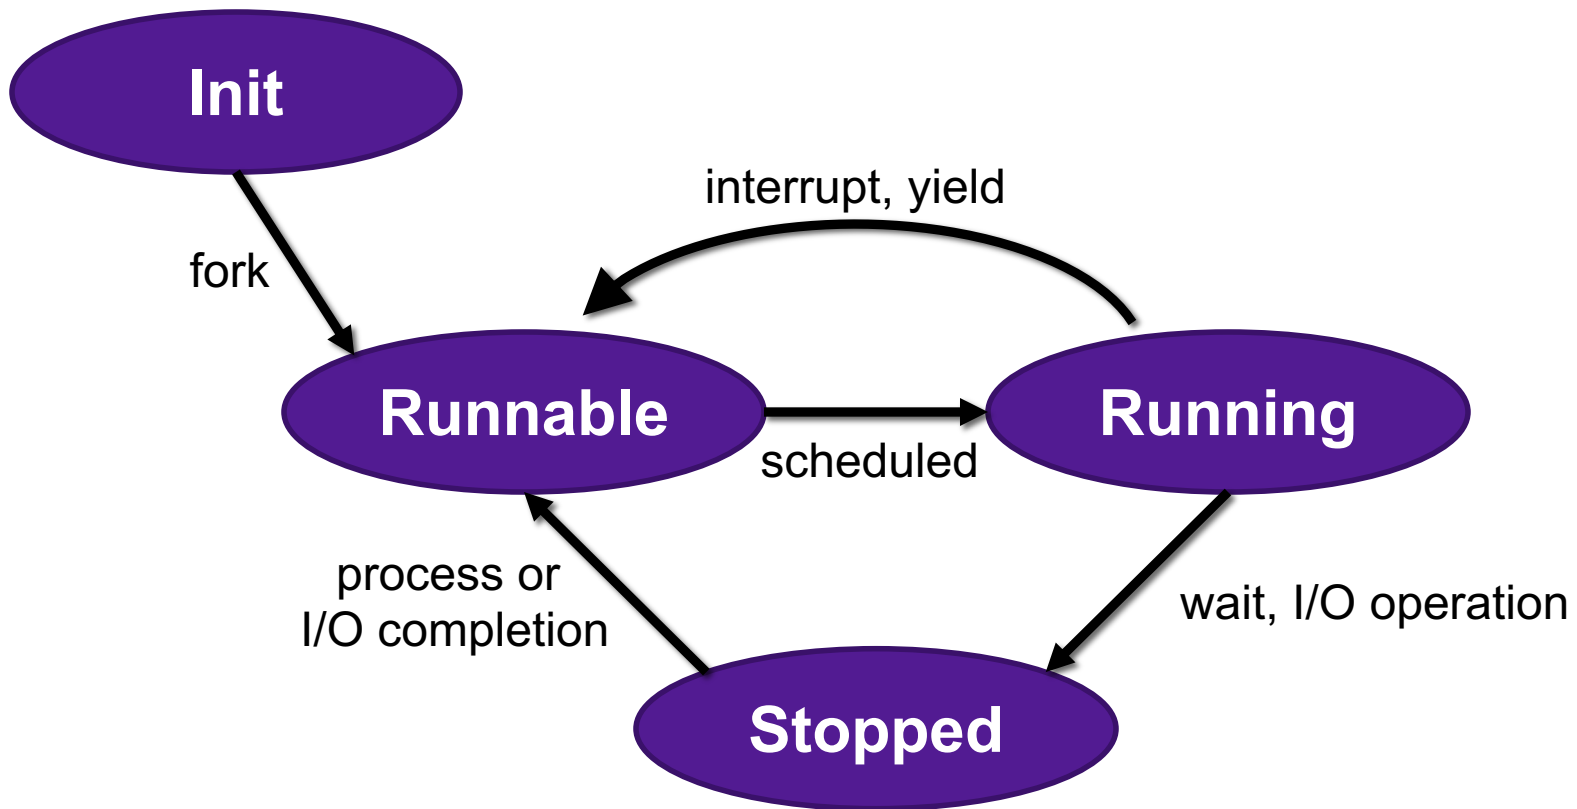 Init
interrupt, yield
fork
Runnable
Running
scheduled
process or
I/O completion
wait, I/O operation
Stopped